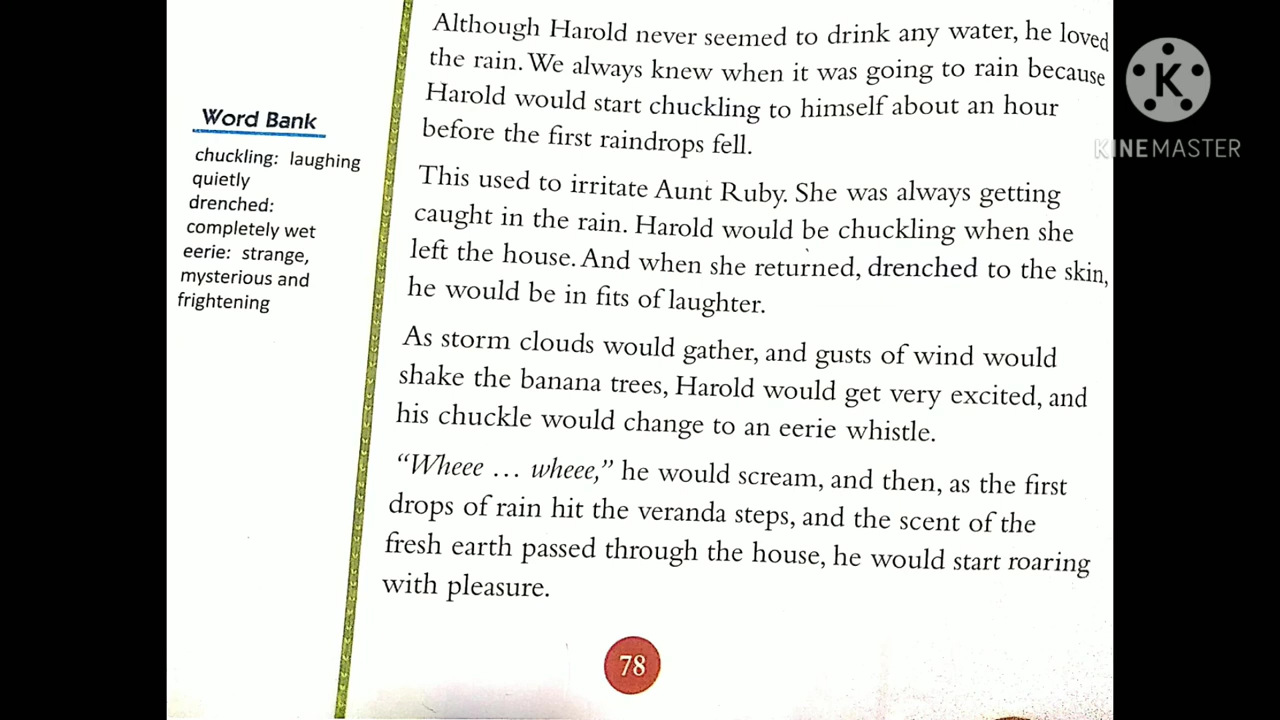 Although Harold never seemed to drink any water, he loved
the rain. We always knew when it was going to rain because
Harold would start chuckling to himself about an hour
before the first raindrops fell.
This used to irritate Aunt Ruby. She was always getting
caught in the rain. Harold would be chuckling when she
left the house. And when she returned, drenched to the skin,
he would be in fits of laughter.
As storm clouds would gather, and gusts of wind would
shake the banana trees, Harold would get very excited, and
his chuckle would change to an eerie whistle.
“Wheee ... wheee,” he would scream, and then, as the first
drops of rain hit the veranda steps, and the scent of the
fresh earth passed through the house, he would start roaring
with pleasure.
Word Bank
chuckling: laughing
quietly
drenched:
completely wet
eerie: strange,
mysterious and
frightening
78
K
KINEMASTER